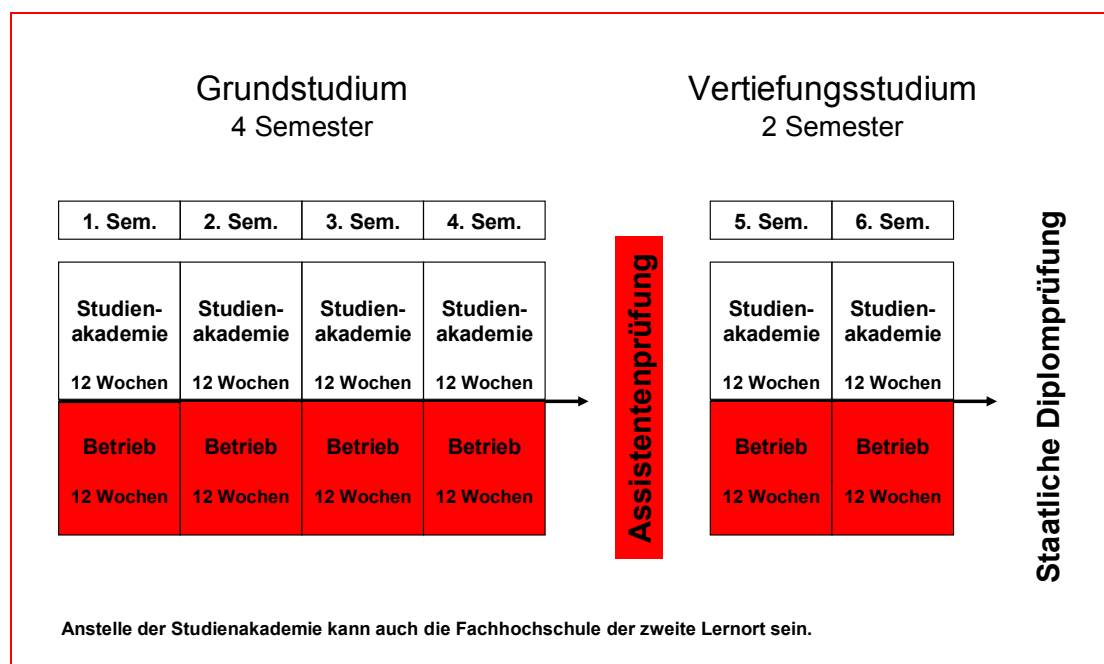 Grundstudium
4 Semester
Vertiefungsstudium
2 Semester
1. Sem.
2. Sem.
3. Sem.
4. Sem.
5. Sem.
6. Sem.
Studien-
akademie
12 Wochen
Studien-
akademie
12 Wochen
Studien-
akademie
12 Wochen
Studien-
akademie
12 Wochen
Betrieb
12 Wochen
Betrieb
12 Wochen
Betrieb
12 Wochen
Betrieb
12 Wochen
Assistentenprüfung
Studien-
akademie
12 Wochen
Studien-
akademie
12 Wochen
Betrieb
12 Wochen
Betrieb
12 Wochen
Staatliche Diplomprüfung
Anstelle der Studienakademie kann auch die Fachhochschule der zweite Lernort sein.